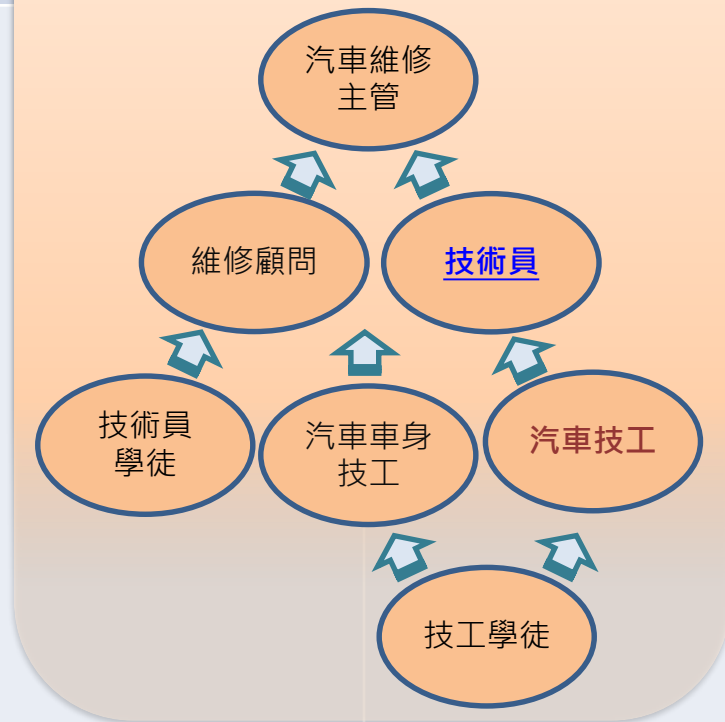 汽車維修
主管
維修顧問
技術員
技術員
學徒
汽車車身
技工
汽車技工
技工學徒